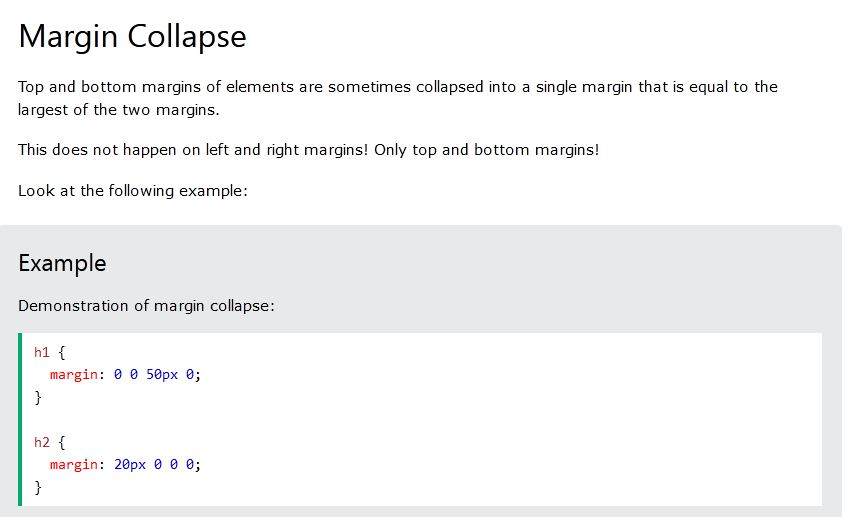 Margin Collapse
Top and bottom margins of elements are sometimes collapsed into a single margin that is equal to the
largest of the two margins.
This does not happen on left and right margins! Only top and bottom margins!
Look at the following example:
Example
Demonstration of margin collapse:
h1 {
  margin: 0 0 50px 0;
}
h2 {
  margin: 20px 0 0 0;
}